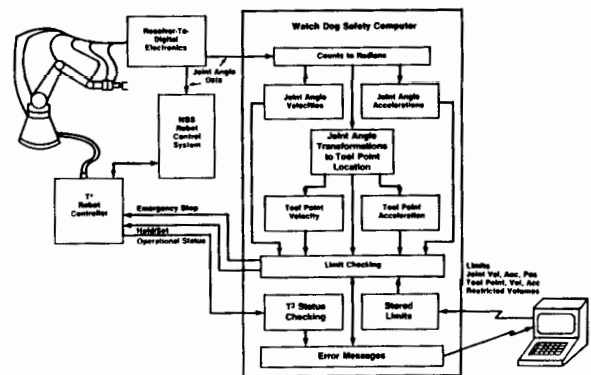 Watch Dog Safety Computer
Resolver-To-
Digital
Electronics
Joint Angle
Data
Counts to Radians
Joint Angle
Velocities
Joint Angle
Accelerations
NBS
Robot
Control
System
Joint Angle
Transformations
to Tool Point
Location
T³
Robot
Controller
Emergency Stop
Hold/Set
Operational Status
Tool Point
Velocity
Tool Point
Acceleration
Limit Checking
Limits
Joint Vel, Acc, Pos
Tool Point, Vel, Acc
Restricted Volumes
T³ Status
Checking
Stored
Limits
Error Messages